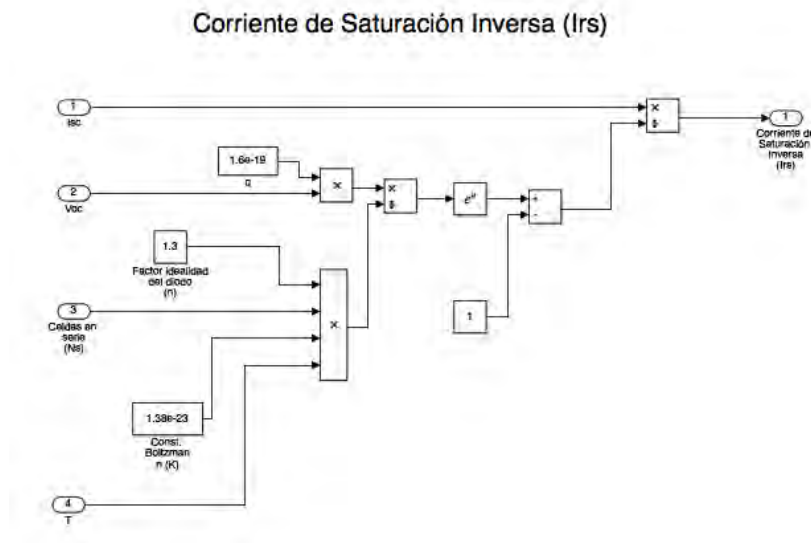 Corriente de Saturación Inversa (Irs)
1
Isc
×
÷
1
Corriente de
Saturación
Inversa
(Irs)
1.6e-19
q
×
×
÷
eᵘ
+
-
2
Voc
1.3
Factor idealidad
del diodo
(n)
×
1
3
Celdas en
serie
(Ns)
1.38e-23
Const.
Boltzman
n (K)
4
T